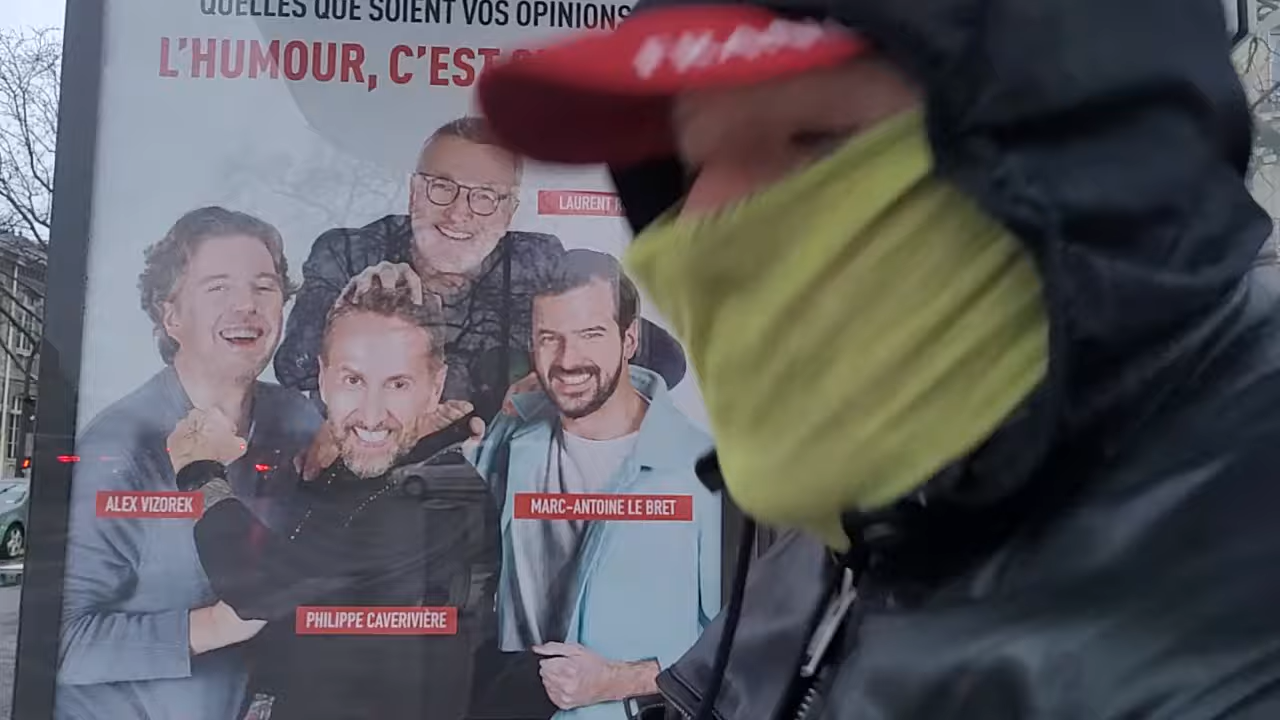 QUELLES QUE SOIENT VOS OPINIONS
L'HUMOUR, C'EST
LAURENT
ALEX VIZOREK
MARC-ANTOINE LE BRET
PHILIPPE CAVERIVIÈRE